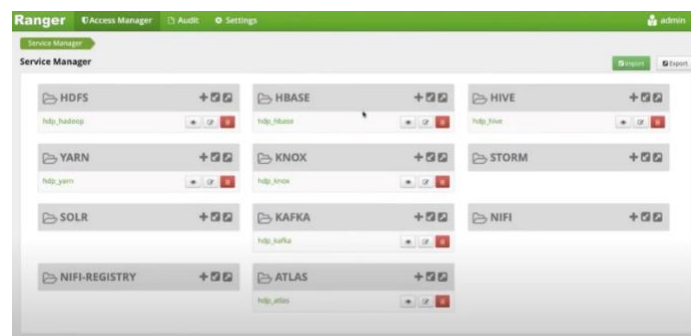 Ranger Access Manager Audit Settings admin
Service Manager
Service Manager Import Export
HDFS HBASE HIVE
hdp_hadoop hdp_hbase hdp_hive
YARN KNOX STORM
hdp_yarn hdp_knox
SOLR KAFKA NIFI
hdp_kafka
NIFI-REGISTRY ATLAS
hdp_atlas